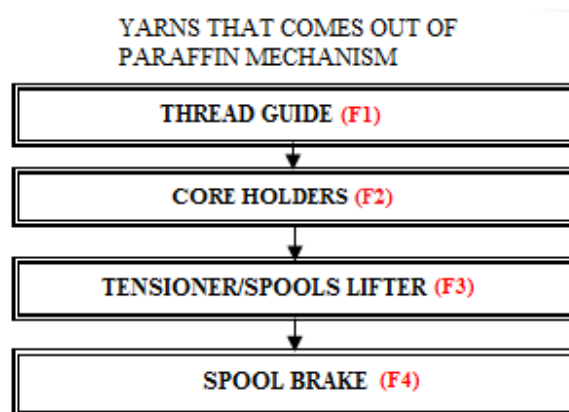 YARNS THAT COMES OUT OF
PARAFFIN MECHANISM
THREAD GUIDE (F1)
CORE HOLDERS (F2)
TENSIONER/SPOOLS LIFTER (F3)
SPOOL BRAKE (F4)